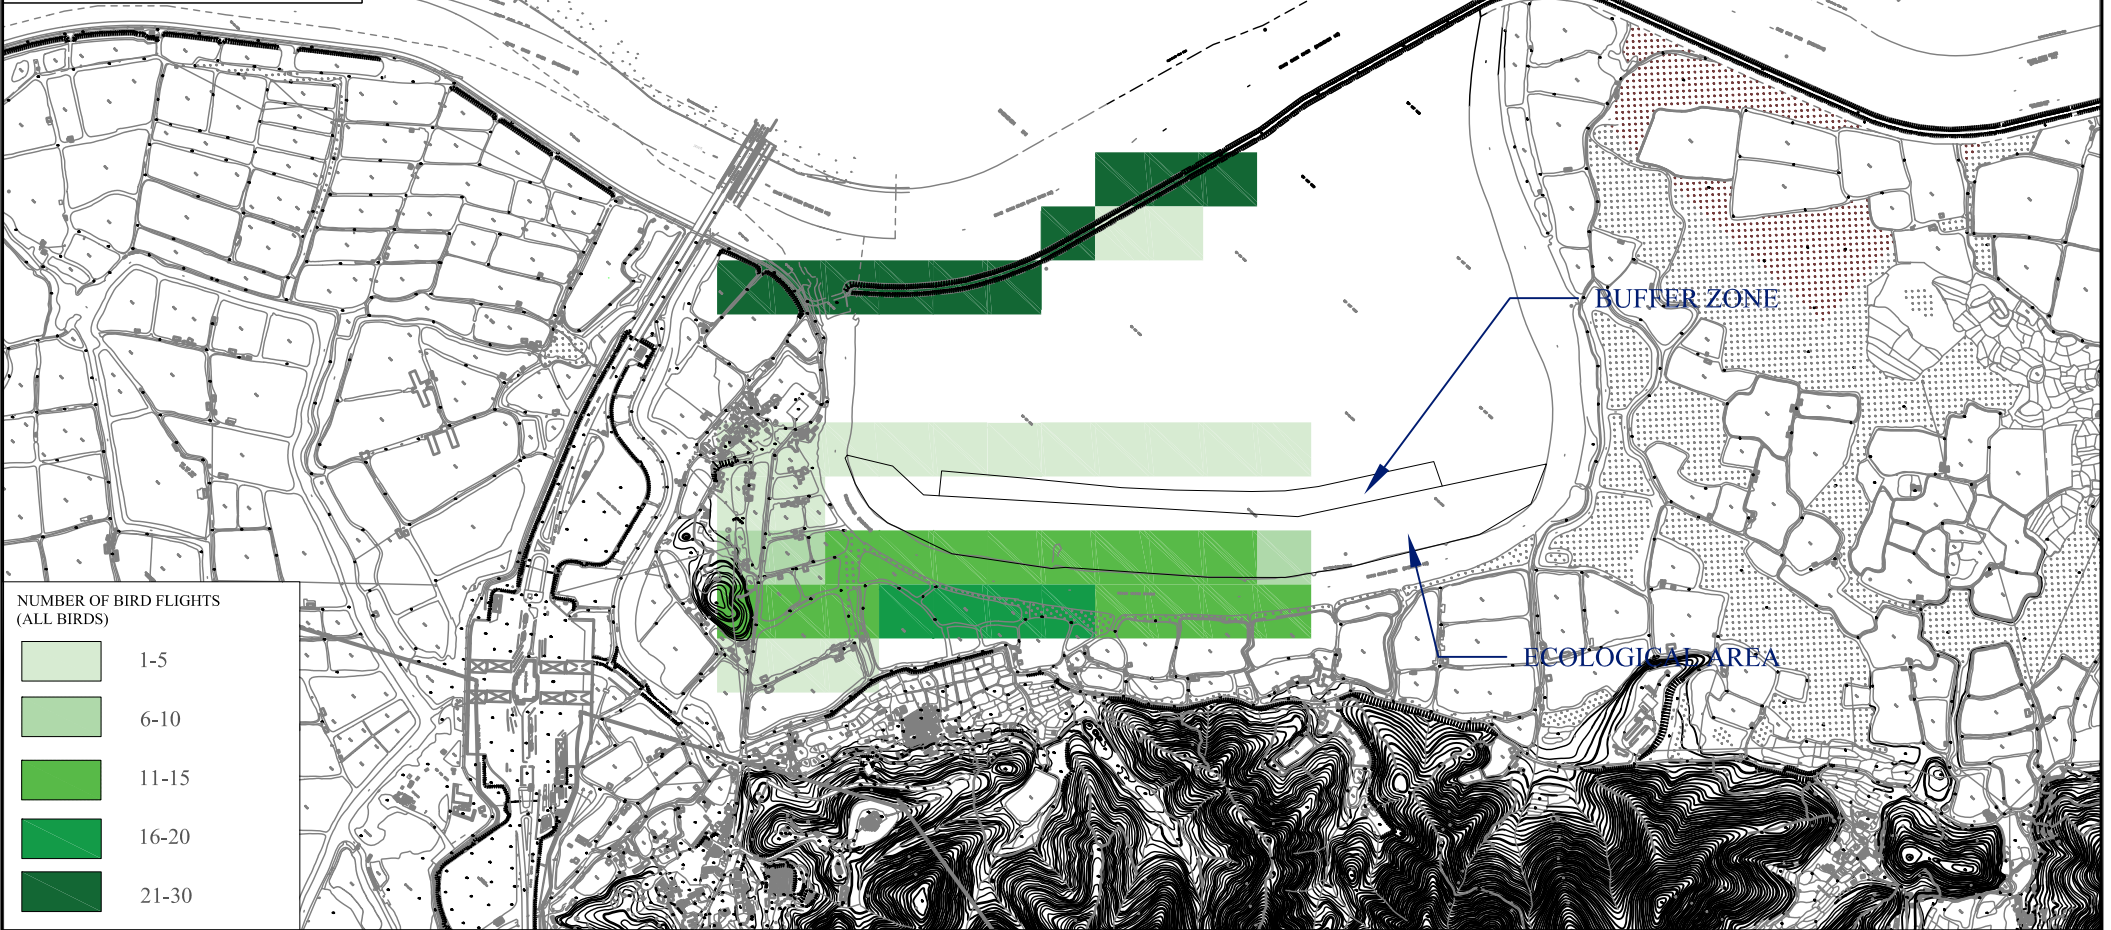 BUFFER ZONE
NUMBER OF BIRD FLIGHTS
(ALL BIRDS)
1-5
6-10
11-15
16-20
21-30
ECOLOGICAL AREA